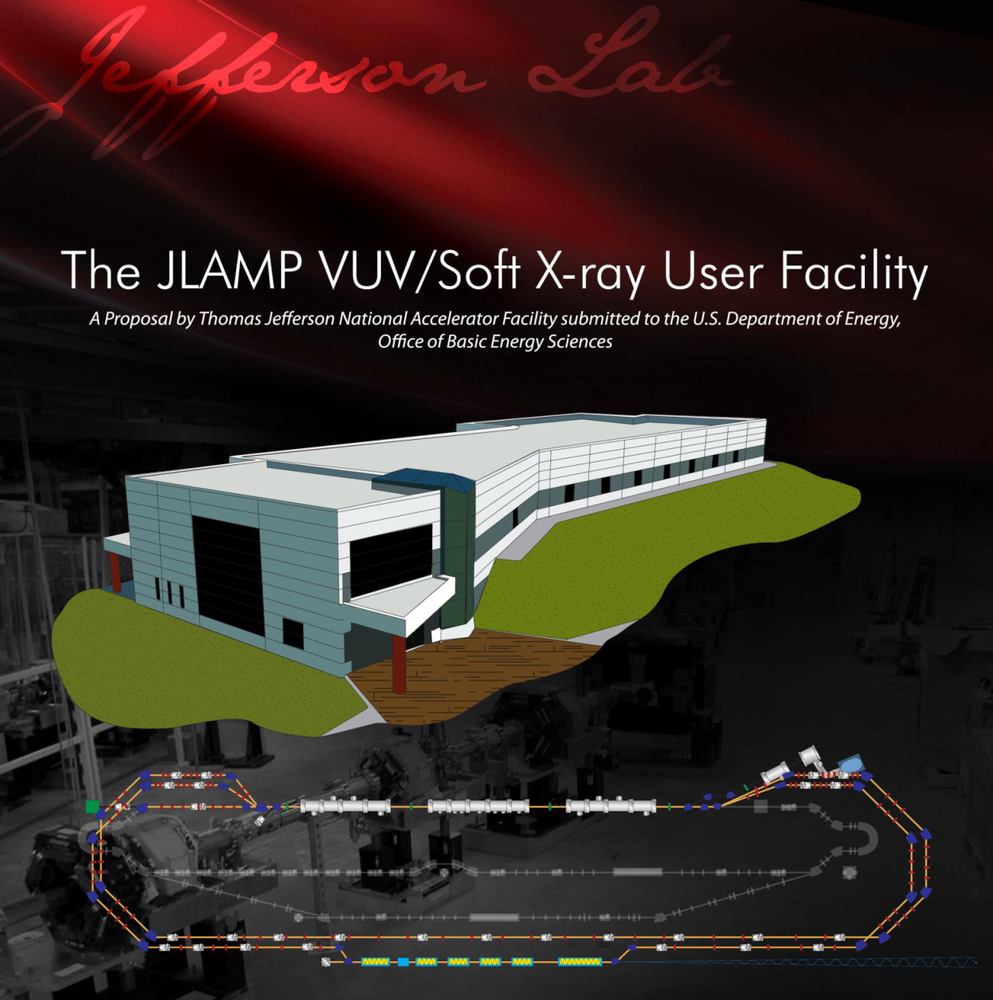 Jefferson Lab
The JLAMP VUV/Soft X-ray User Facility
A Proposal by Thomas Jefferson National Accelerator Facility submitted to the U.S. Department of Energy,
Office of Basic Energy Sciences